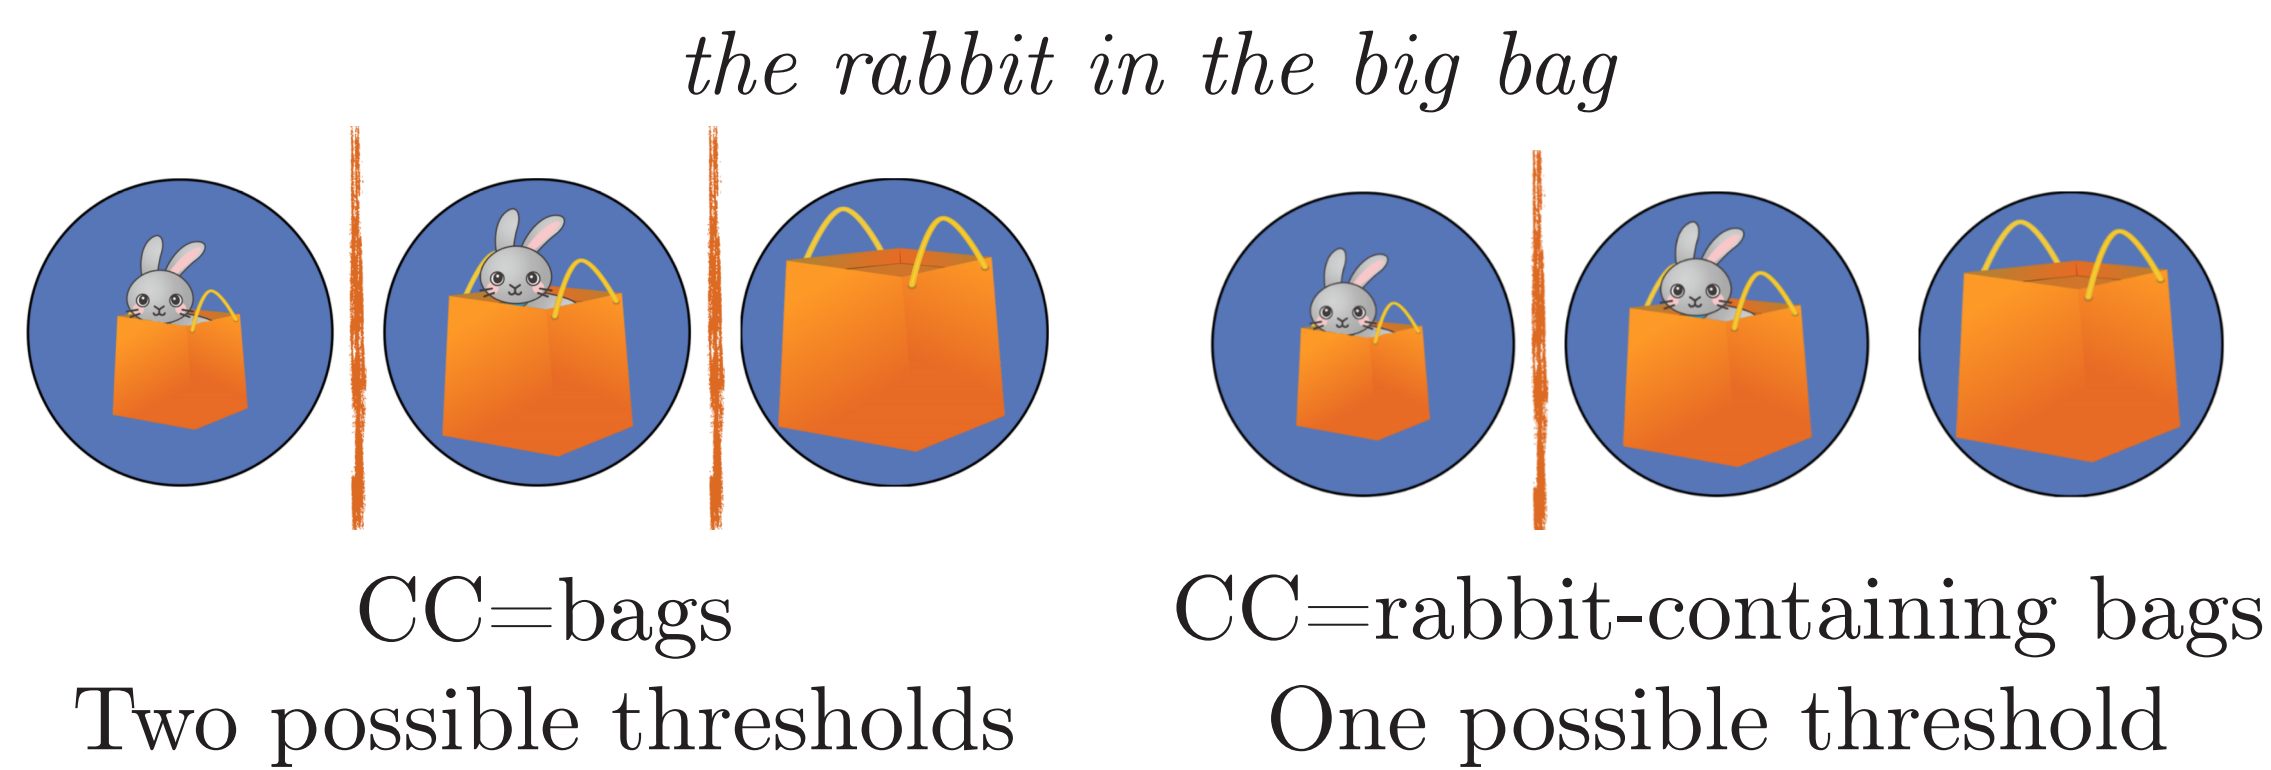 the rabbit in the big bag
CC=bags
Two possible thresholds
CC=rabbit-containing bags
One possible threshold